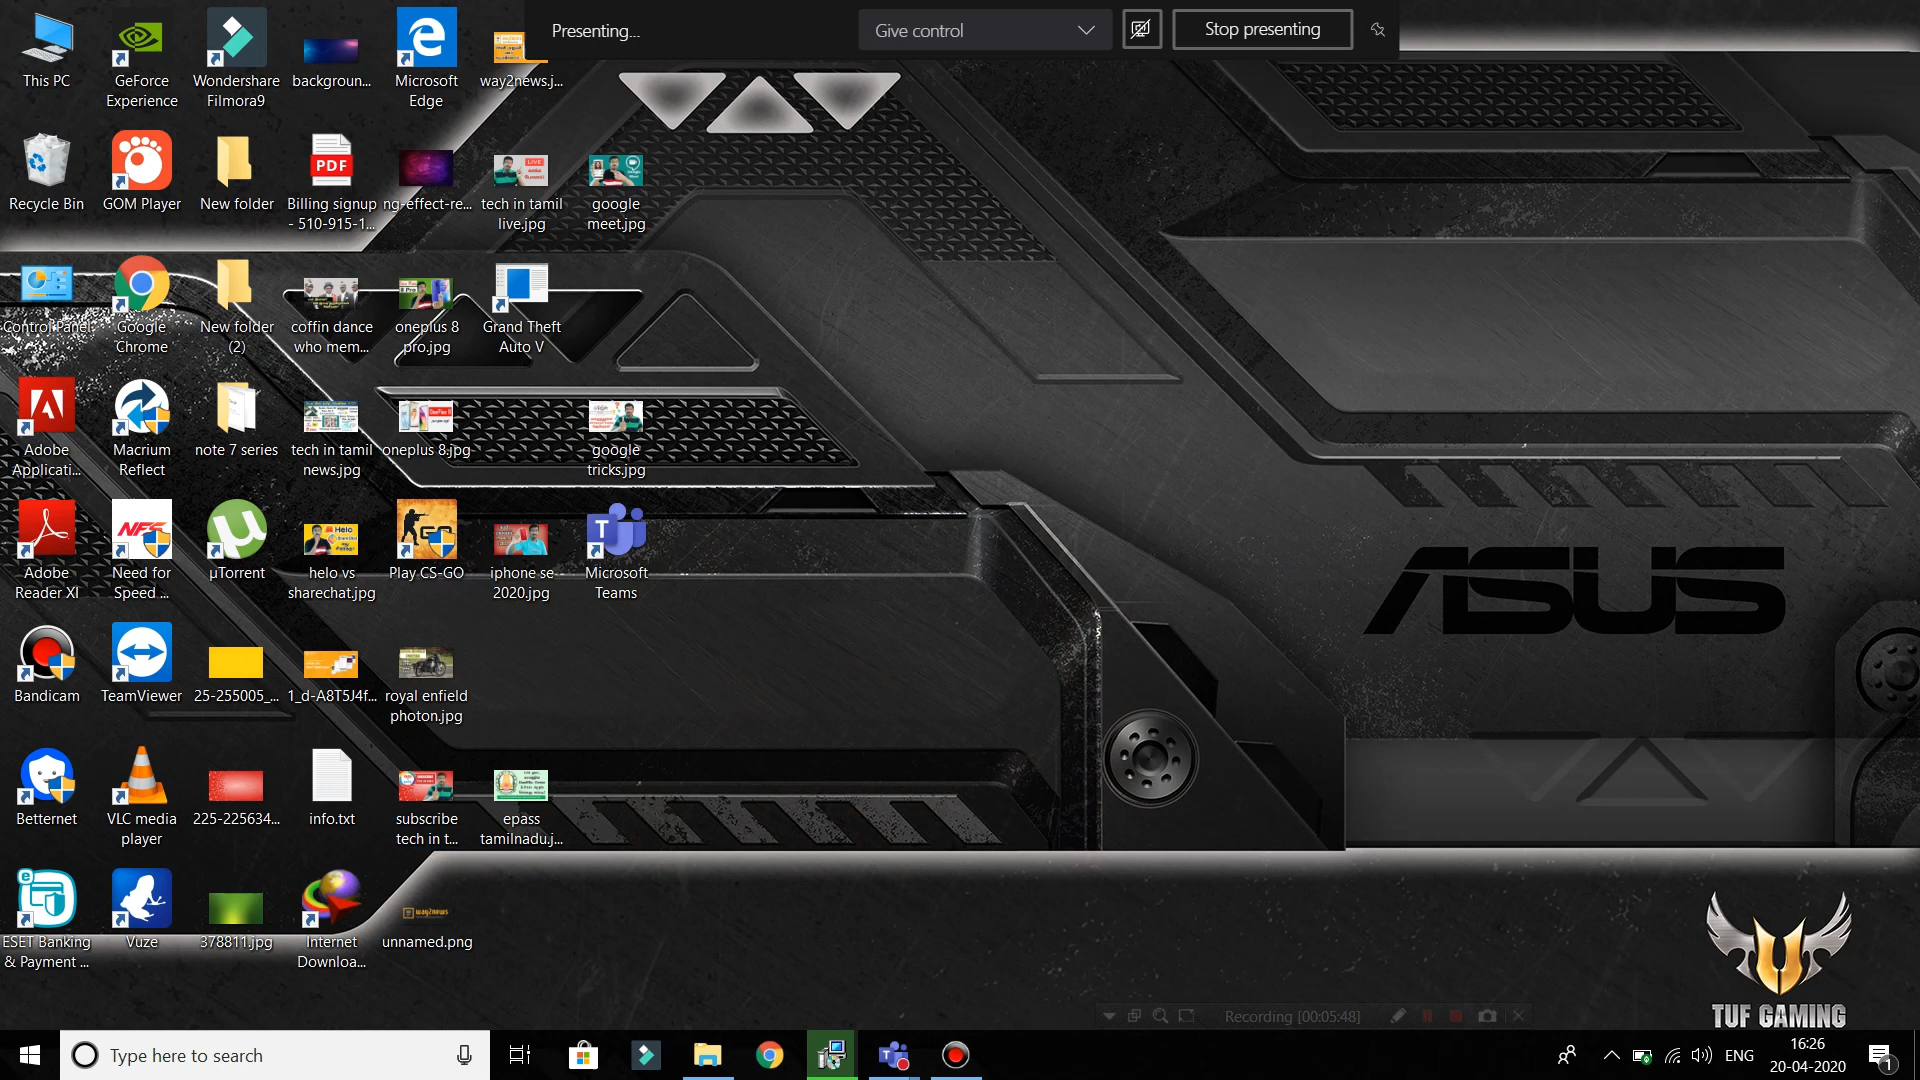 Presenting...
Give control
Stop presenting
This PC
GeForce
Experience
Wondershare
Filmora9
backgroun...
Microsoft
Edge
way2news.j...
Recycle Bin
GOM Player
New folder
PDF
Billing signup
- 510-915-1...
ng-effect-re...
LIVE
tech in tamil
live.jpg
google
meet.jpg
Control Panel
Google
Chrome
New folder
(2)
coffin dance
who mem...
oneplus 8
pro.jpg
Grand Theft
Auto V
Adobe
Applicati...
Macrium
Reflect
note 7 series
tech in tamil
news.jpg
oneplus 8.jpg
google
tricks.jpg
ASUS
NFS
Helo
GO
T
Adobe
Reader XI
Need for
Speed ...
µTorrent
helo vs
sharechat.jpg
Play CS-GO
iphone se
2020.jpg
Microsoft
Teams
Bandicam
TeamViewer
25-255005_...
1_d-A8T5J4f...
royal enfield
photon.jpg
Betternet
VLC media
player
225-225634...
info.txt
subscribe
tech in t...
epass
tamilnadu.j...
way2news
ESET Banking
& Payment ...
Vuze
378811.jpg
Internet
Downloa...
unnamed.png
TUF GAMING
Recording [00:05:48]
Type here to search
ENG
16:26
20-04-2020
1